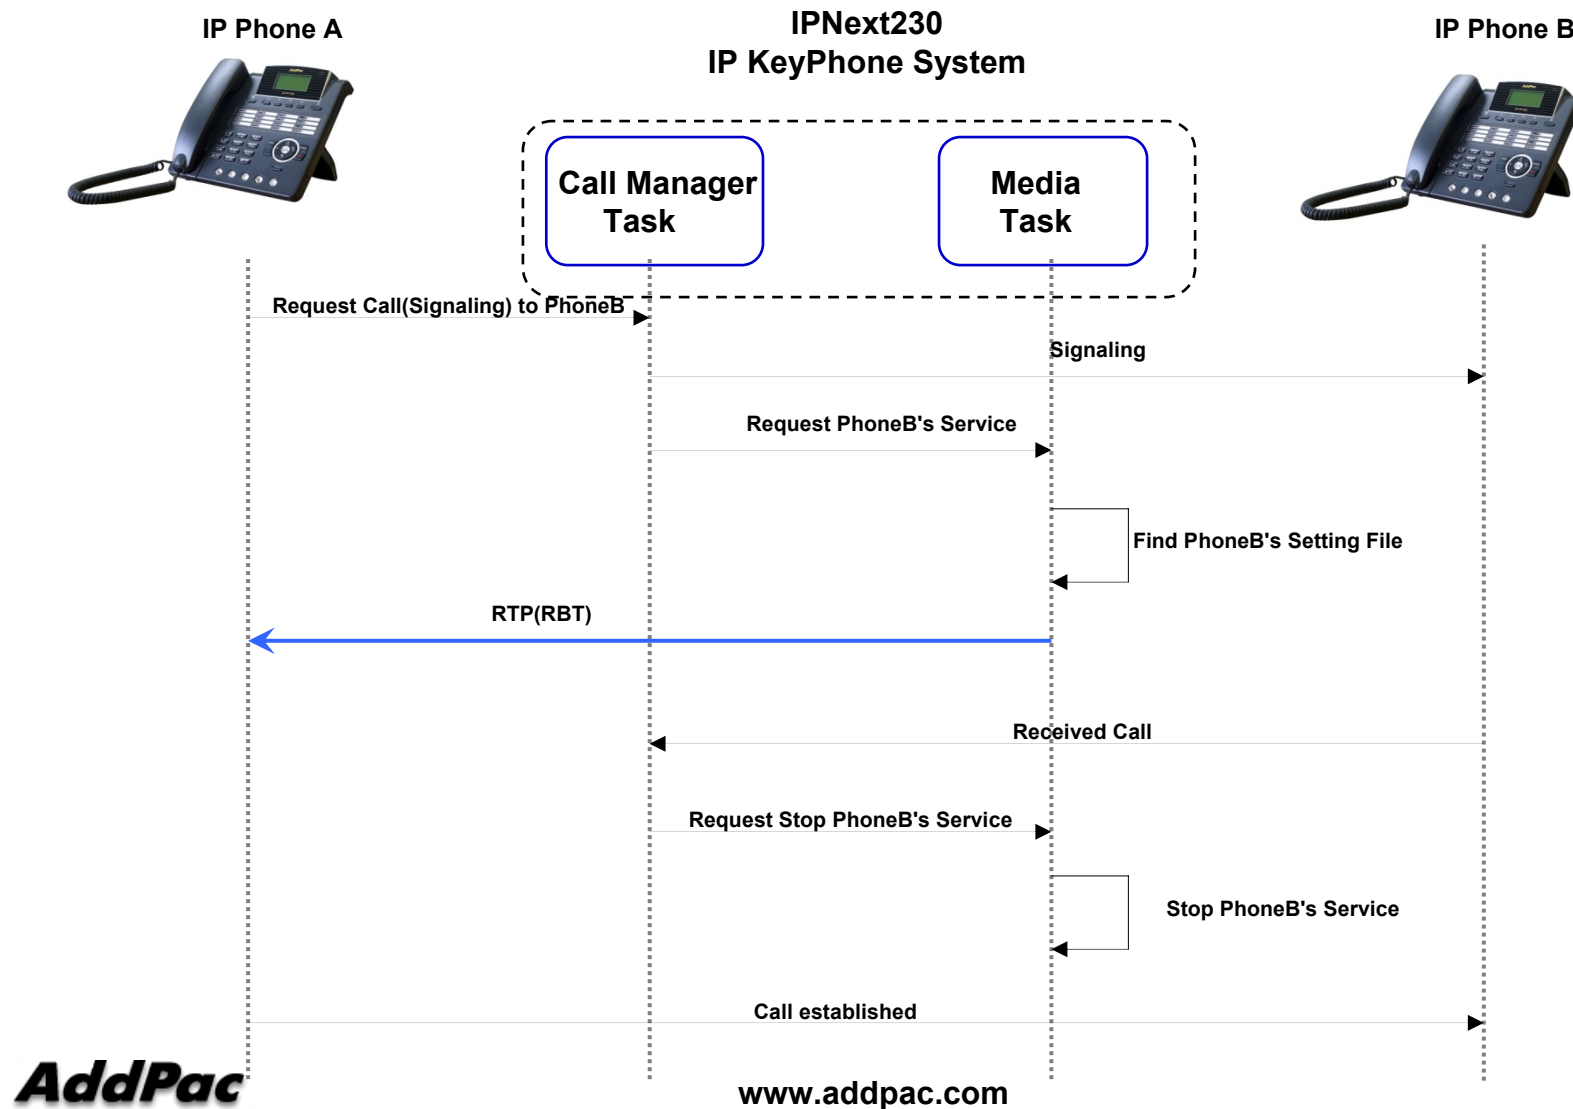 IPNext230
IP KeyPhone System
IP Phone A
IP Phone B
Call Manager
Task
Media
Task
Request Call(Signaling) to PhoneB
Signaling
Request PhoneB's Service
Find PhoneB's Setting File
RTP(RBT)
Received Call
Request Stop PhoneB's Service
Stop PhoneB's Service
Call established
AddPac
www.addpac.com